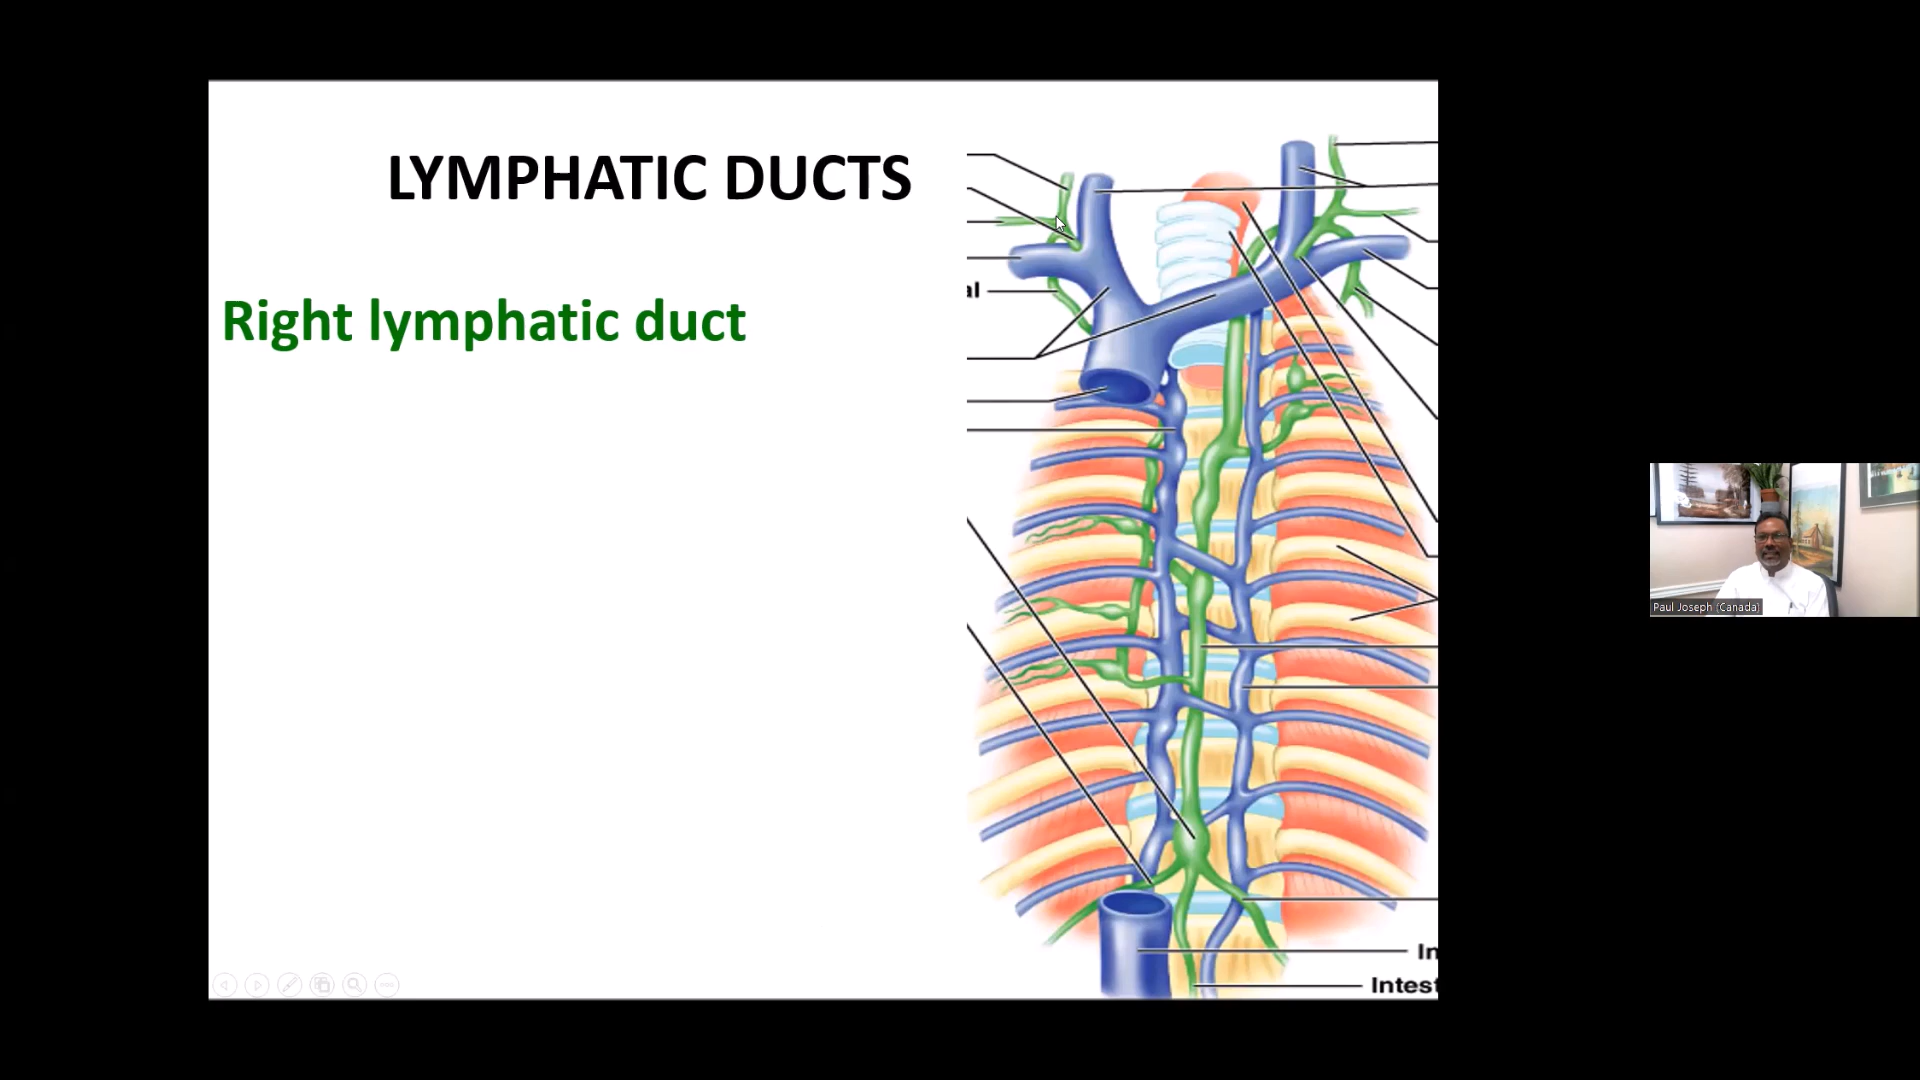 LYMPHATIC DUCTS
Right lymphatic duct
al
In
Intest
Paul Joseph (Canada)